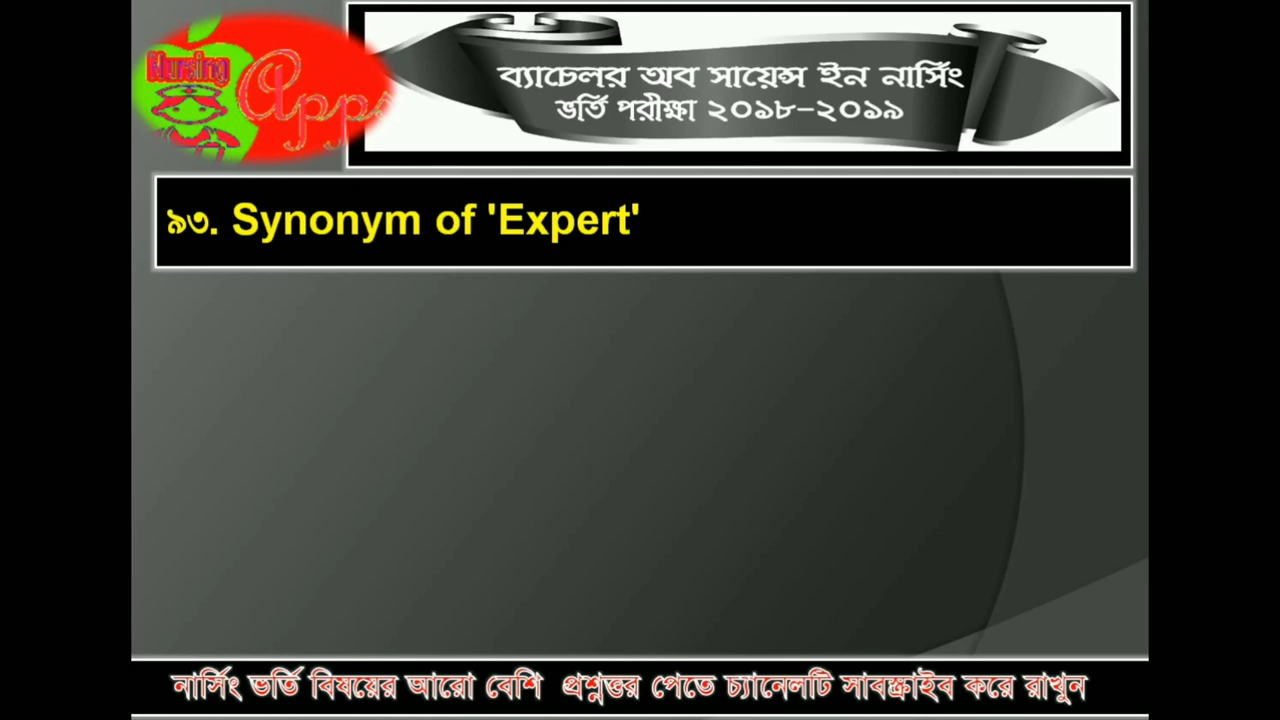 Nursing
Apps
ব্যাচেলর অব সায়েন্স ইন নার্সিং
ভর্তি পরীক্ষা ২০১৮-২০১৯
৯৩. Synonym of 'Expert'
নার্সিং ভর্তি বিষয়ের আরো বেশি প্রশ্নত্তর পেতে চ্যানেলটি সাবস্ক্রাইব করে রাখুন